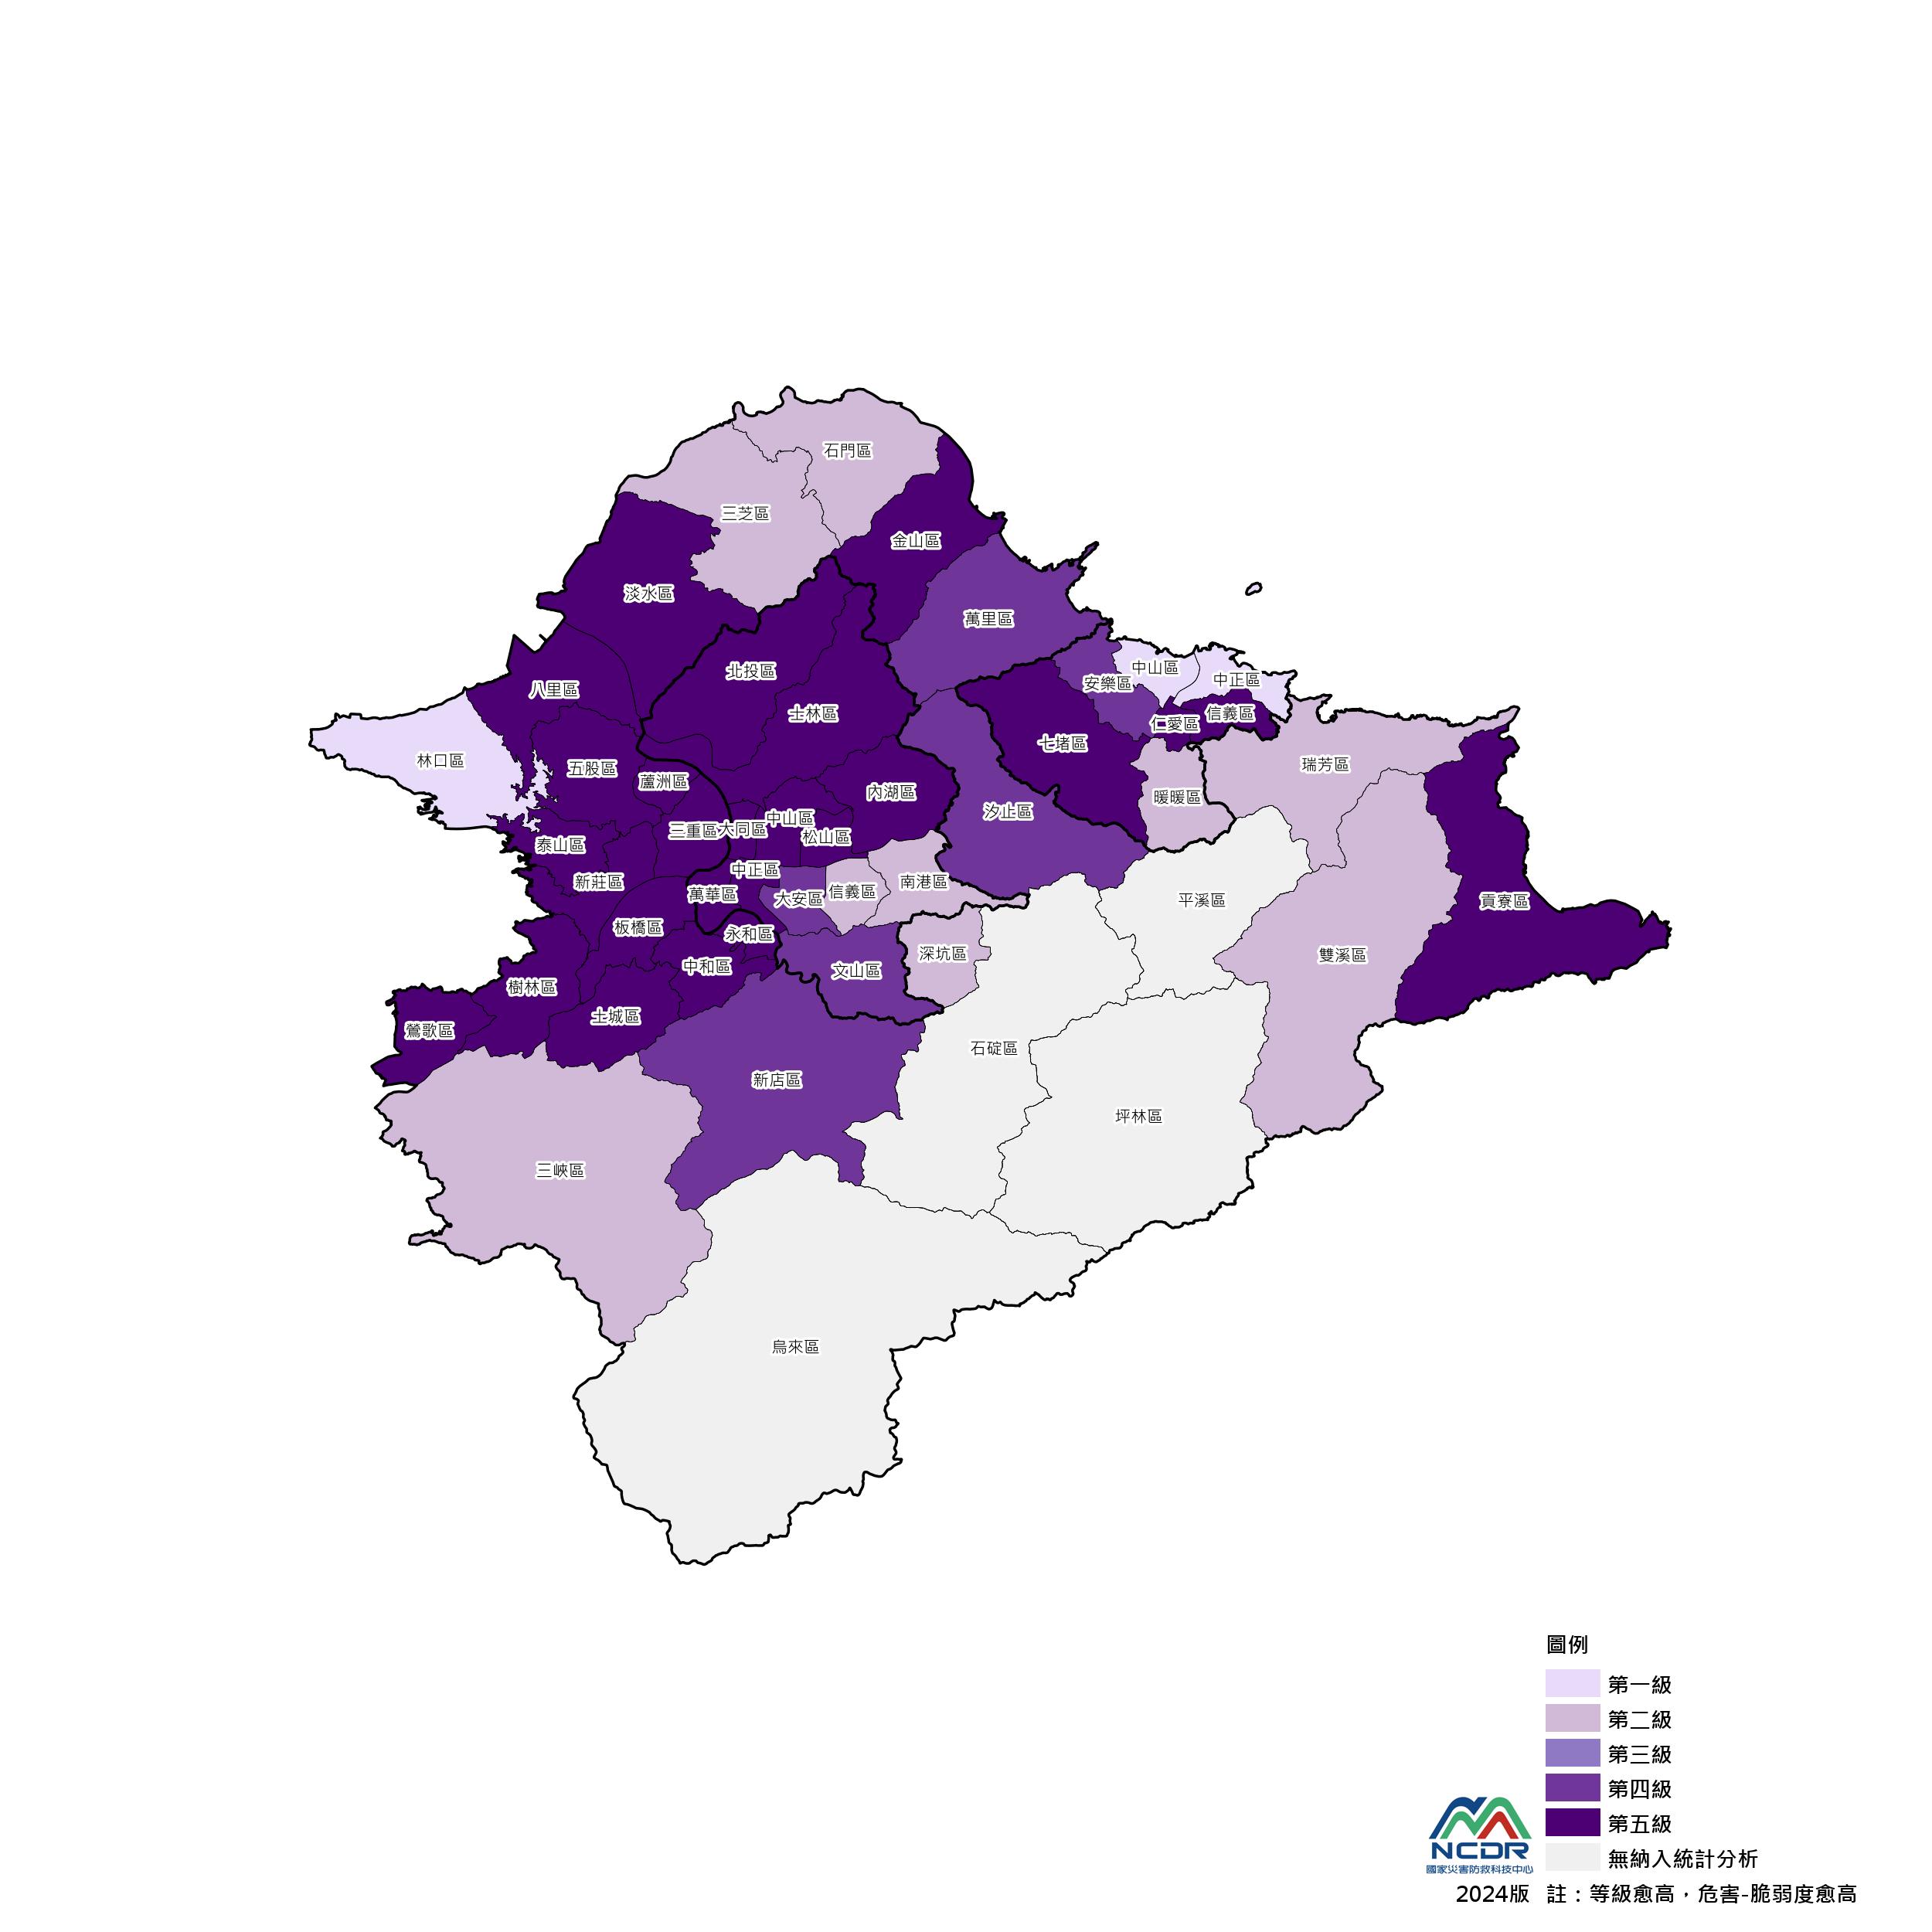 石門區
三芝區
金山區
淡水區
萬里區
北投區
中山區
中正區
安樂區
八里區
士林區
信義區
仁愛區
七堵區
林口區
五股區
瑞芳區
蘆洲區
內湖區
暖暖區
汐止區
中山區
三重區
大同區
松山區
泰山區
中正區
新莊區
南港區
信義區
萬華區
大安區
平溪區
貢寮區
板橋區
永和區
深坑區
雙溪區
中和區
文山區
樹林區
土城區
鶯歌區
石碇區
新店區
坪林區
三峽區
烏來區
圖例
第一級
第二級
第三級
第四級
第五級
無納入統計分析
NCDR
國家災害防救科技中心
2024版 註：等級愈高，危害-脆弱度愈高